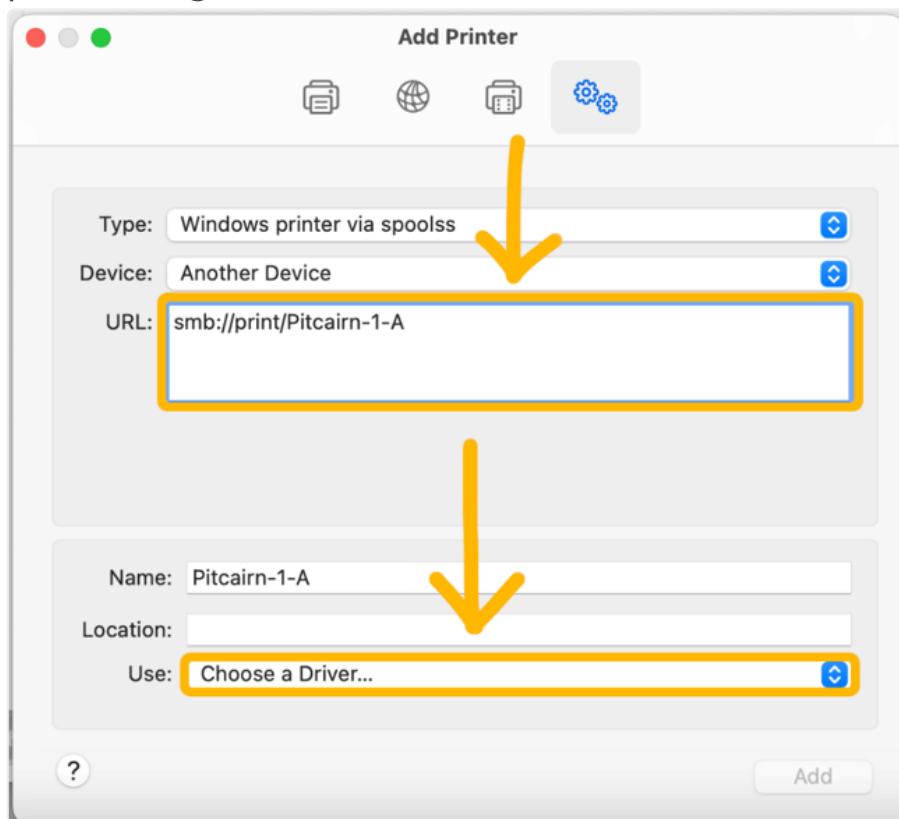 Add Printer
Type: Windows printer via spoolss
Device: Another Device
URL: smb://print/Pitcairn-1-A
Name: Pitcairn-1-A
Location:
Use: Choose a Driver...
? Add